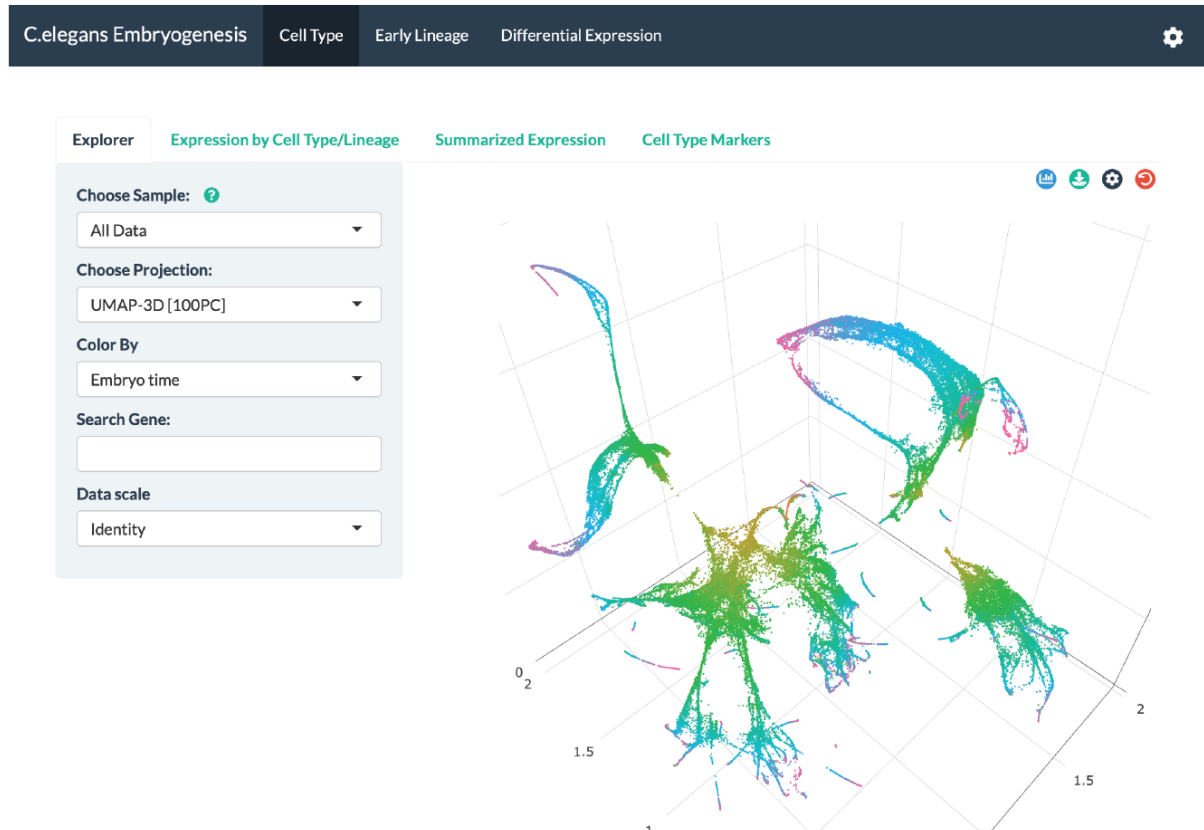 C.elegans Embryogenesis Cell Type Early Lineage Differential Expression
Explorer Expression by Cell Type/Lineage Summarized Expression Cell Type Markers
Choose Sample: ?
All Data
Choose Projection:
UMAP-3D [100PC]
Color By
Embryo time
Search Gene:
Data scale
Identity
0
2
1.5
1
2
1.5